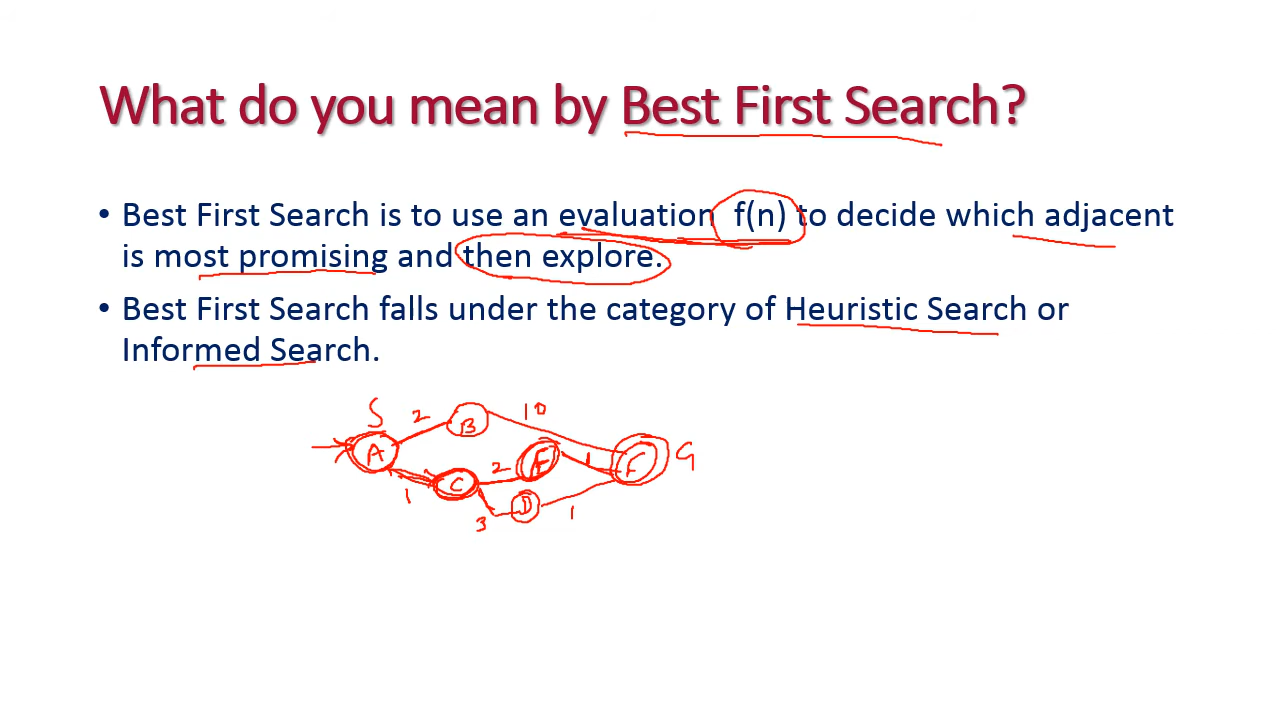 What do you mean by Best First Search?
• Best First Search is to use an evaluation f(n) to decide which adjacent
is most promising and then explore.
• Best First Search falls under the category of Heuristic Search or
Informed Search.
S
2 B 10
A F G
1 C 2 1
3 D 1